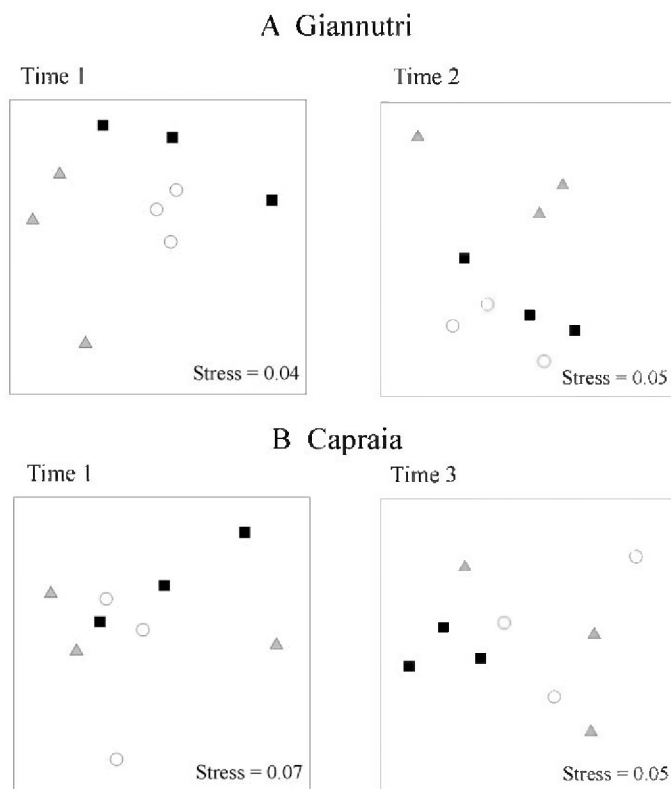 A Giannutri
Time 1
Time 2
Stress = 0.04
Stress = 0.05
B Capraia
Time 1
Time 3
Stress = 0.07
Stress = 0.05